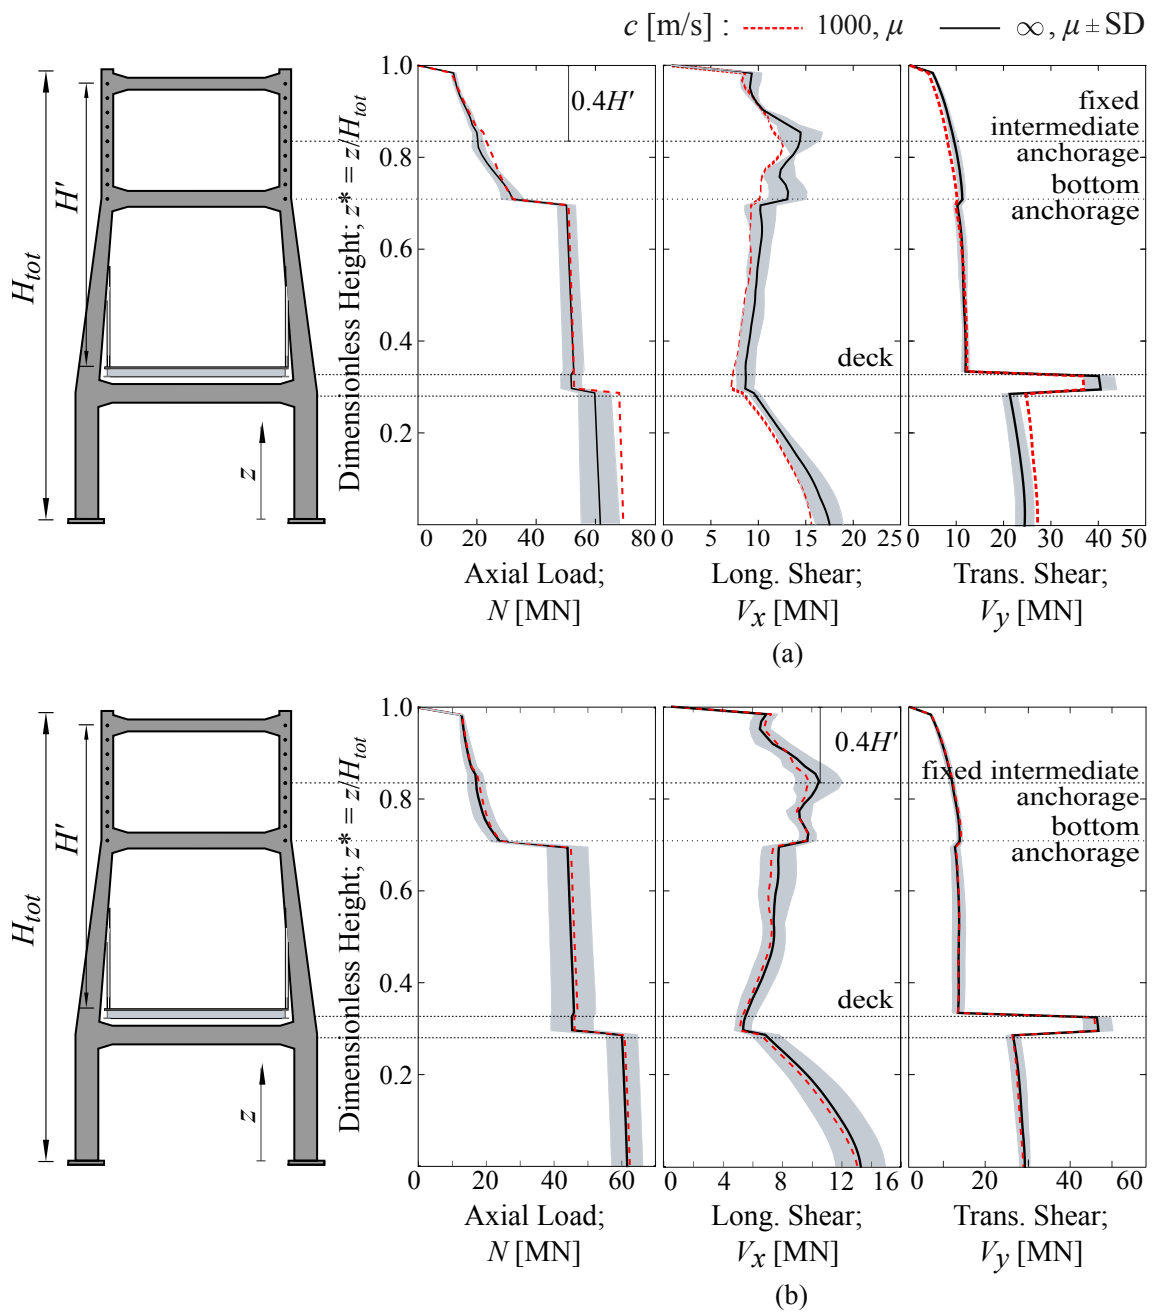 c [m/s] : 1000, μ ∞, μ ± SD
H'
H_tot
z
Dimensionless Height; z* = z/H_tot
1.0
0.8
0.6
0.4
0.2
0.4H'
fixed
intermediate
anchorage
bottom
anchorage
deck
0 20 40 60 80
0 5 10 15 20 25
0 10 20 30 40 50
Axial Load;
N [MN]
Long. Shear;
V_x [MN]
Trans. Shear;
V_y [MN]
(a)
H'
H_tot
z
Dimensionless Height; z* = z/H_tot
1.0
0.8
0.6
0.4
0.2
0.4H'
fixed intermediate
anchorage
bottom
anchorage
deck
0 20 40 60
0 4 8 12 16
0 20 40 60
Axial Load;
N [MN]
Long. Shear;
V_x [MN]
Trans. Shear;
V_y [MN]
(b)